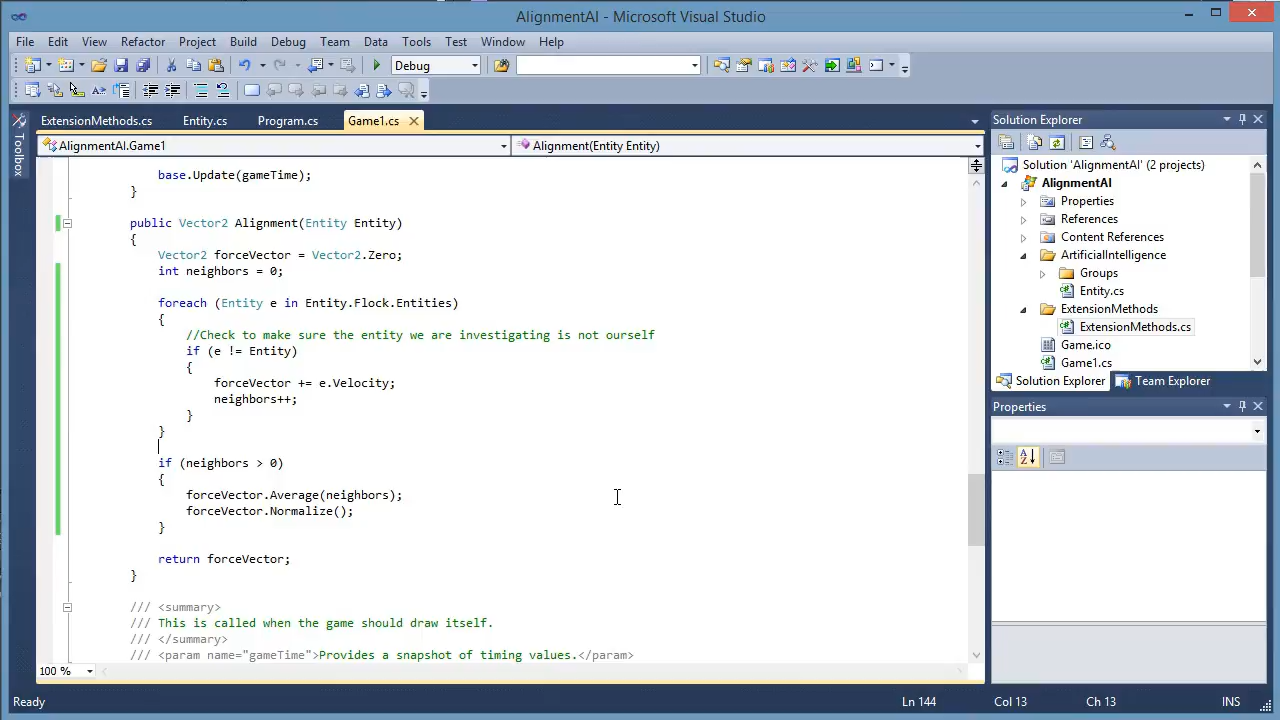 AlignmentAI - Microsoft Visual Studio
File Edit View Refactor Project Build Debug Team Data Tools Test Window Help
Debug
ExtensionMethods.cs Entity.cs Program.cs Game1.cs
AlignmentAI.Game1 Alignment(Entity Entity)
Toolbox
base.Update(gameTime);
}
public Vector2 Alignment(Entity Entity)
{
Vector2 forceVector = Vector2.Zero;
int neighbors = 0;
foreach (Entity e in Entity.Flock.Entities)
{
//Check to make sure the entity we are investigating is not ourself
if (e != Entity)
{
forceVector += e.Velocity;
neighbors++;
}
}
if (neighbors > 0)
{
forceVector.Average(neighbors);
forceVector.Normalize();
}
return forceVector;
}
/// <summary>
/// This is called when the game should draw itself.
/// </summary>
/// <param name="gameTime">Provides a snapshot of timing values.</param>
100 %
Solution Explorer
Solution 'AlignmentAI' (2 projects)
AlignmentAI
Properties
References
Content References
ArtificialIntelligence
Groups
Entity.cs
ExtensionMethods
ExtensionMethods.cs
Game.ico
Game1.cs
Solution Explorer Team Explorer
Properties
Ready Ln 144 Col 13 Ch 13 INS